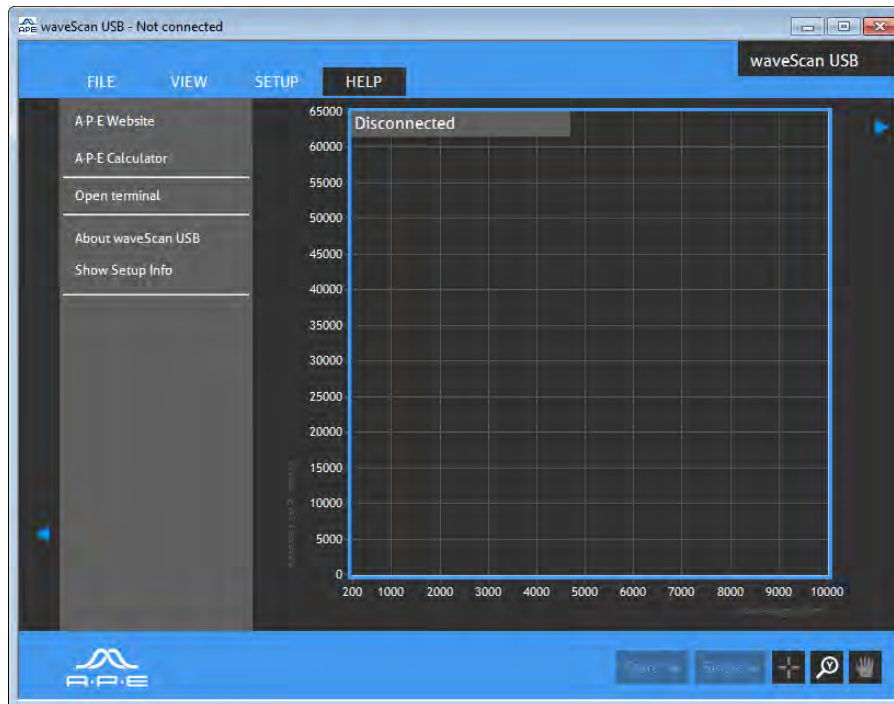 APE waveScan USB - Not connected
waveScan USB
FILE VIEW SETUP HELP
A·P·E Website
A·P·E Calculator
Open terminal
About waveScan USB
Show Setup Info
Disconnected
65000
60000
55000
50000
45000
40000
35000
30000
25000
20000
15000
10000
5000
0
200 1000 2000 3000 4000 5000 6000 7000 8000 9000 10000
A·P·E
Single
Y